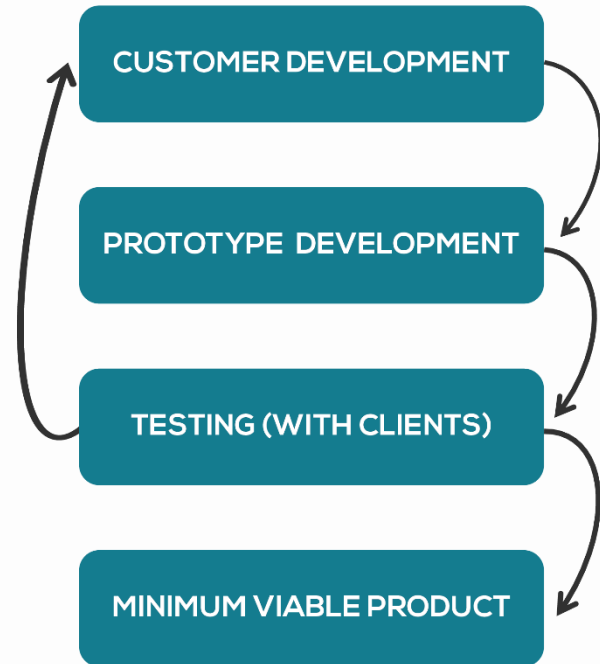 CUSTOMER DEVELOPMENT
PROTOTYPE DEVELOPMENT
TESTING (WITH CLIENTS)
MINIMUM VIABLE PRODUCT